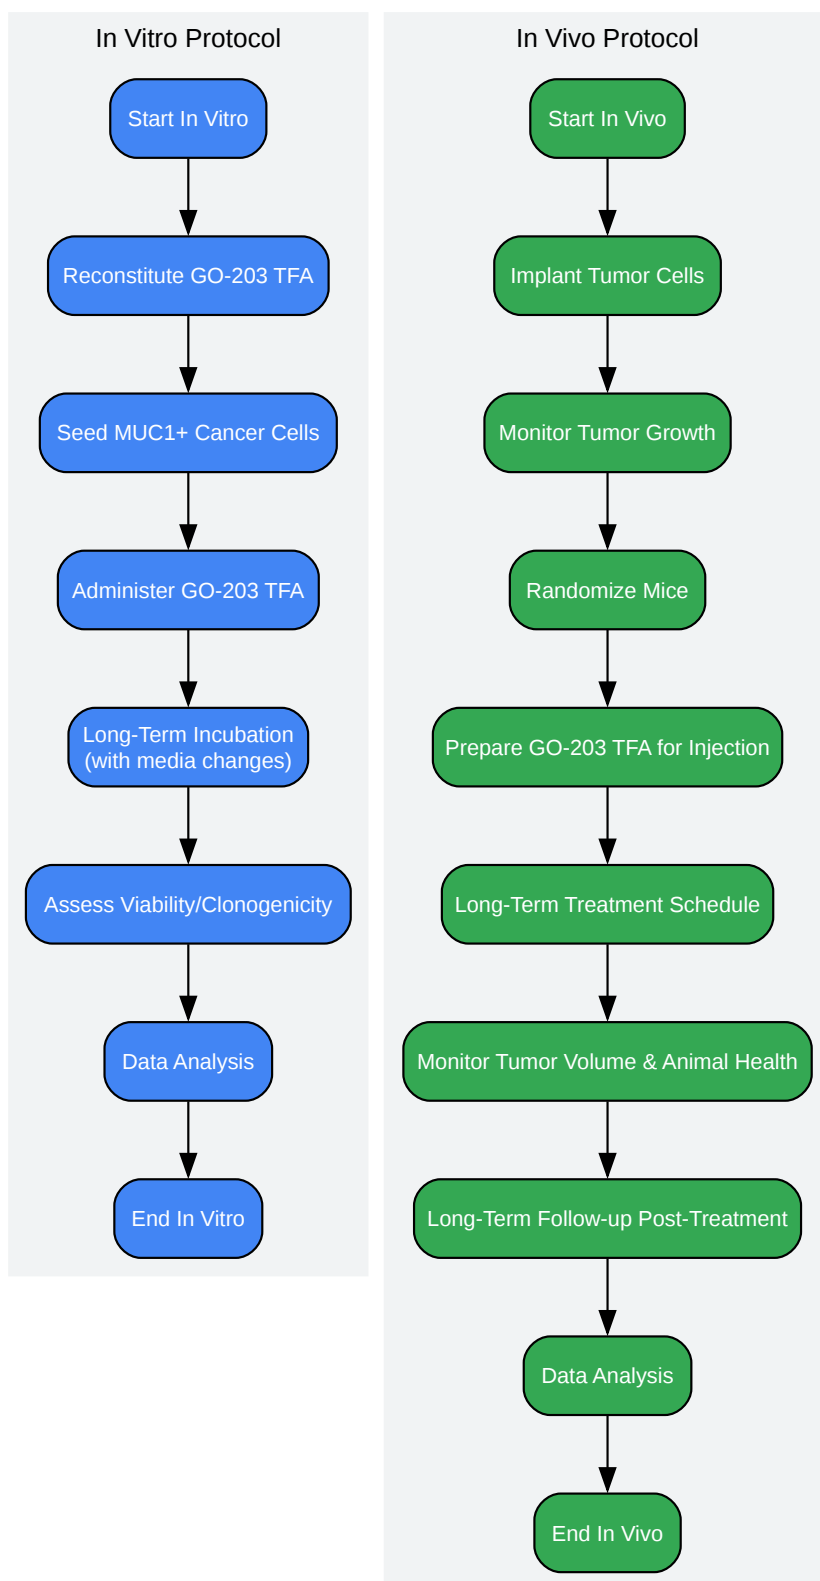 In Vitro Protocol
Start In Vitro
Reconstitute GO-203 TFA
Seed MUC1+ Cancer Cells
Administer GO-203 TFA
Long-Term Incubation
(with media changes)
Assess Viability/Clonogenicity
Data Analysis
End In Vitro
In Vivo Protocol
Start In Vivo
Implant Tumor Cells
Monitor Tumor Growth
Randomize Mice
Prepare GO-203 TFA for Injection
Long-Term Treatment Schedule
Monitor Tumor Volume & Animal Health
Long-Term Follow-up Post-Treatment
Data Analysis
End In Vivo